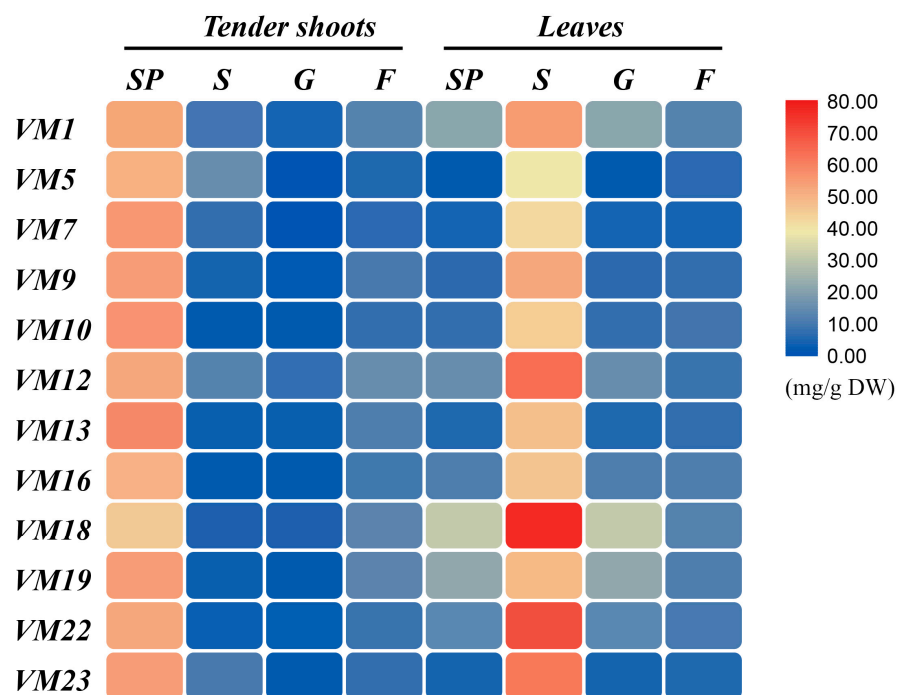 Tender shoots Leaves
SP S G F SP S G F
VM1
VM5
VM7
VM9
VM10
VM12
VM13
VM16
VM18
VM19
VM22
VM23
80.00
70.00
60.00
50.00
40.00
30.00
20.00
10.00
0.00
(mg/g DW)